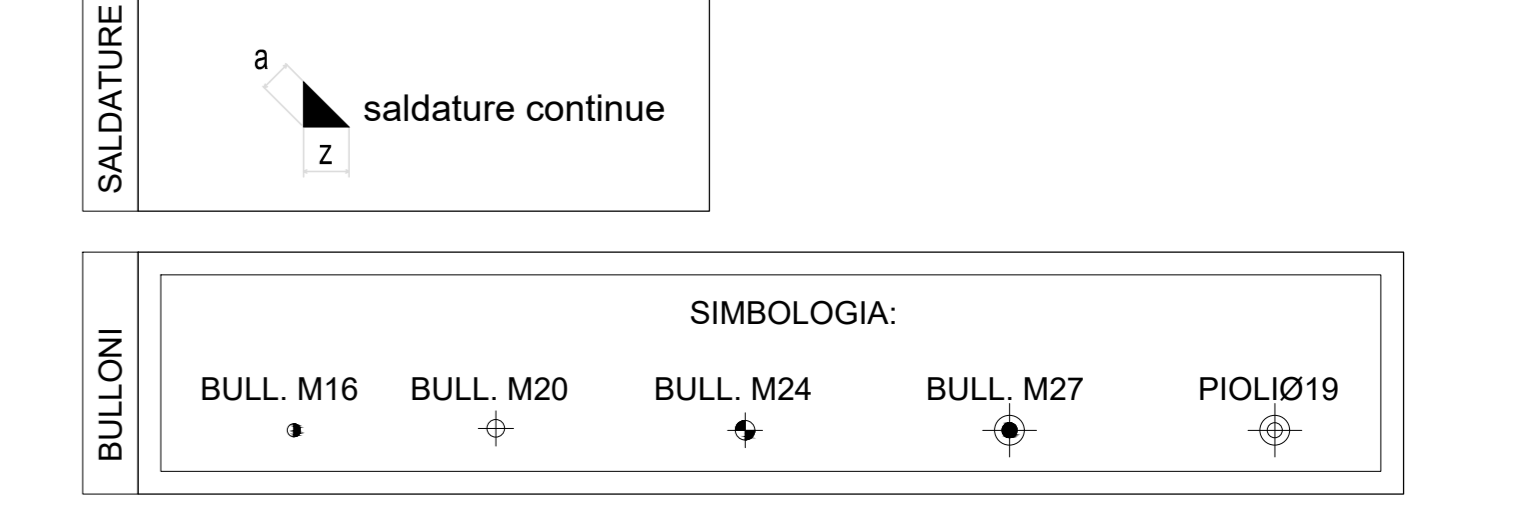 SALDATURE
a
saldature continue
z
BULLONI
SIMBOLOGIA:
BULL. M16 BULL. M20 BULL. M24 BULL. M27 PIOLIØ19